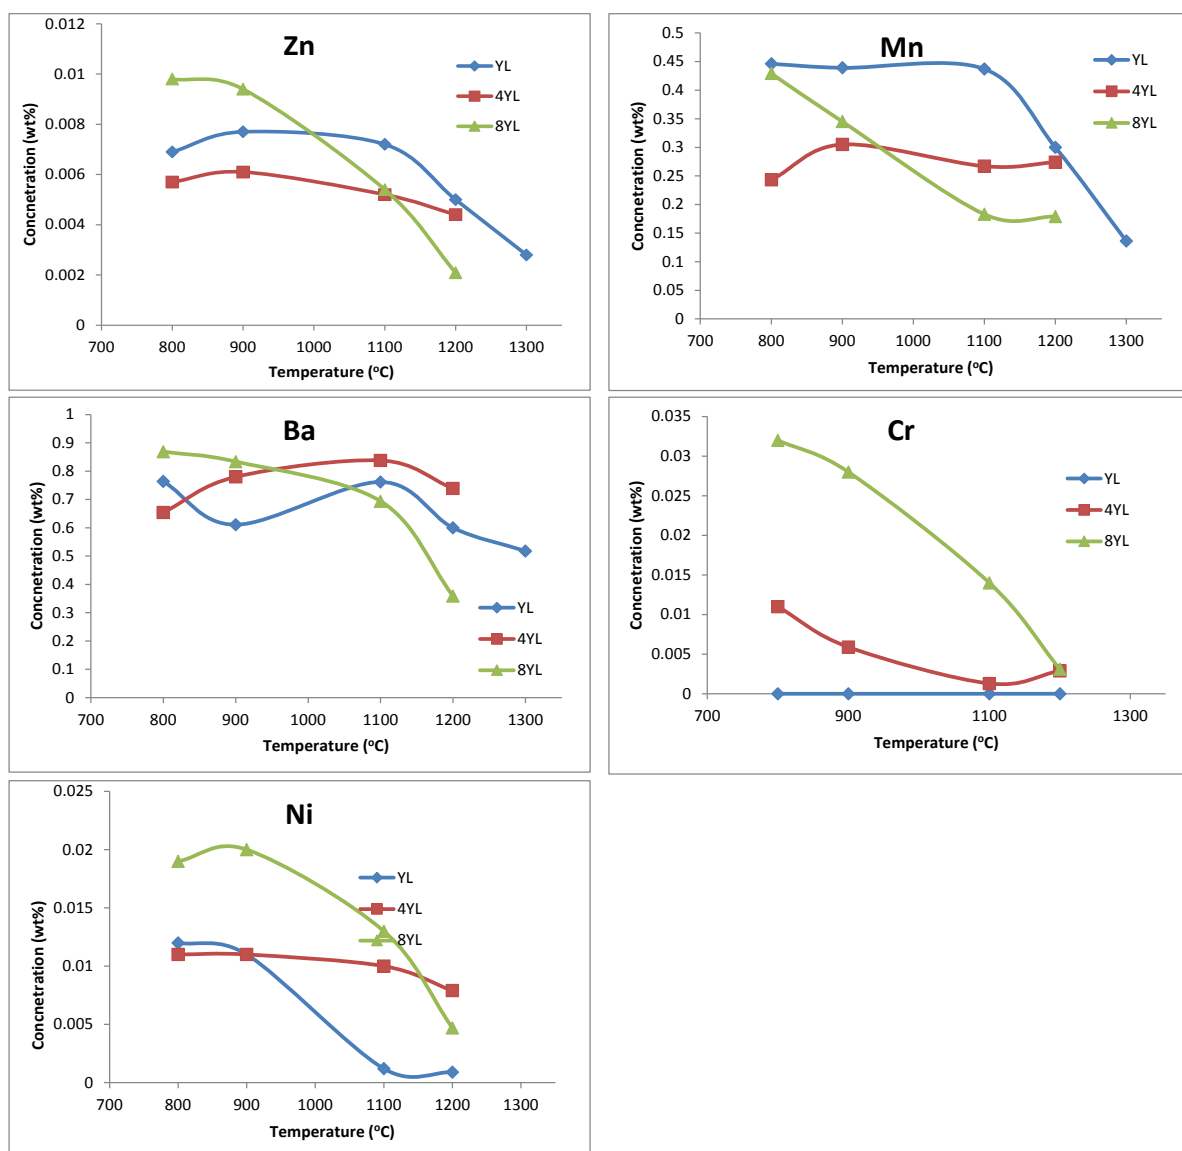 Zn
0.012
0.01
0.008
0.006
0.004
0.002
0
700 800 900 1000 1100 1200 1300
Concnetration (wt%)
Temperature (oC)
YL
4YL
8YL
Mn
0.5
0.45
0.4
0.35
0.3
0.25
0.2
0.15
0.1
0.05
0
700 800 900 1000 1100 1200 1300
Concnetration (wt%)
Temperature (oC)
YL
4YL
8YL
Ba
1
0.9
0.8
0.7
0.6
0.5
0.4
0.3
0.2
0.1
0
700 800 900 1000 1100 1200 1300
Concnetration (wt%)
Temperature (oC)
YL
4YL
8YL
Cr
0.035
0.03
0.025
0.02
0.015
0.01
0.005
0
700 900 1100 1300
Concnetration (wt%)
Temperature (oC)
YL
4YL
8YL
Ni
0.025
0.02
0.015
0.01
0.005
0
700 800 900 1000 1100 1200 1300
Concnetration (wt%)
Temperature (oC)
YL
4YL
8YL